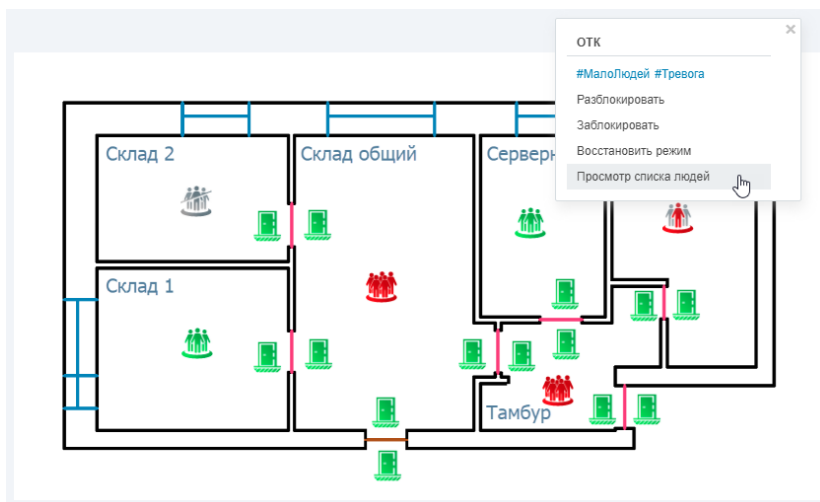 ОТК
#МалоЛюдей #Тревога
Разблокировать
Заблокировать
Восстановить режим
Просмотр списка людей
Склад 2
Склад общий
Склад 1
Тамбур